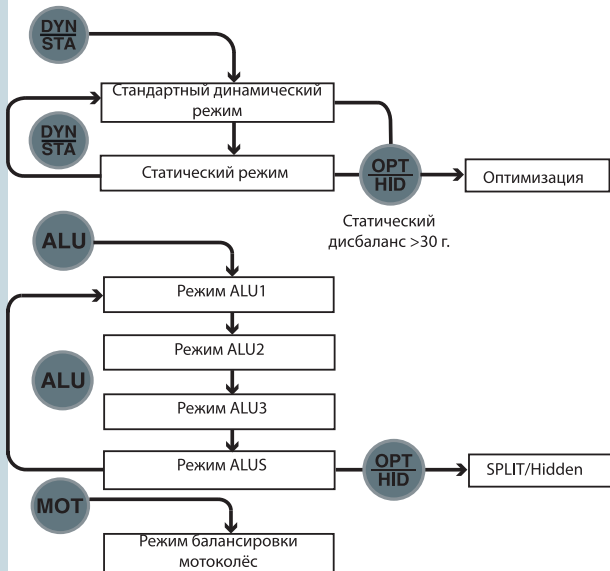 DYN
STA
Стандартный динамический
режим
DYN
STA
Статический режим
OPT
HID
Оптимизация
Статический
дисбаланс >30 г.
ALU
Режим ALU1
Режим ALU2
ALU
Режим ALU3
Режим ALUS
OPT
HID
SPLIT/Hidden
MOT
Режим балансировки
мотоколёс